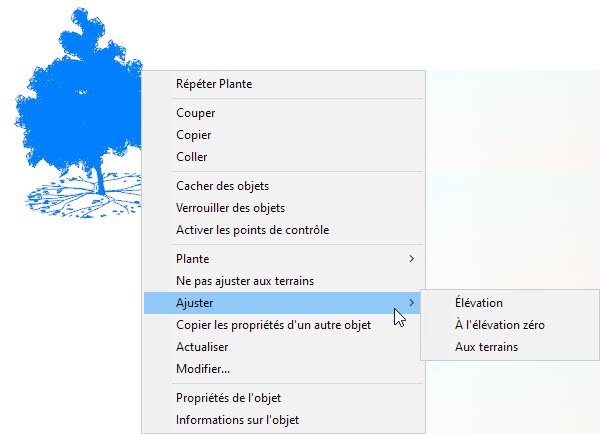 Répéter Plante
Couper
Copier
Coller
Cacher des objets
Verrouiller des objets
Activer les points de contrôle
Plante
Ne pas ajuster aux terrains
Ajuster
Élévation
À l'élévation zéro
Aux terrains
Copier les propriétés d'un autre objet
Actualiser
Modifier...
Propriétés de l'objet
Informations sur l'objet